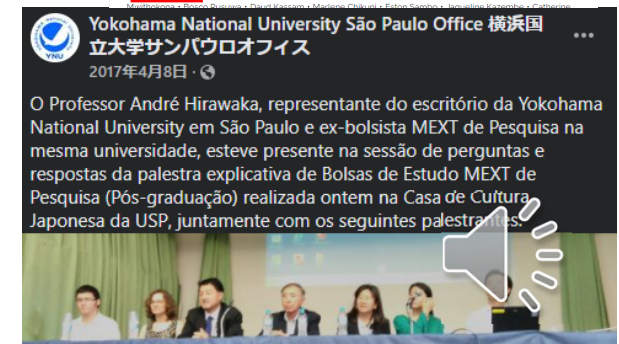 Yokohama National University São Paulo Office 横浜国
立大学サンパウロオフィス
2017年4月8日
O Professor André Hirawaka, representante do escritório da Yokohama
National University em São Paulo e ex-bolsista MEXT de Pesquisa na
mesma universidade, esteve presente na sessão de perguntas e
respostas da palestra explicativa de Bolsas de Estudo MEXT de
Pesquisa (Pós-graduação) realizada ontem na Casa de Cultura
Japonesa da USP, juntamente com os seguintes palestrantes:
YNU